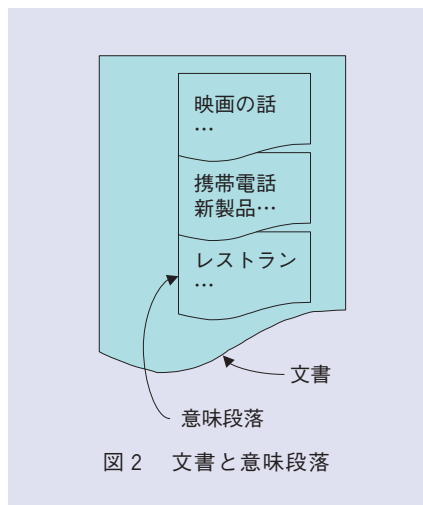 映画の話
…
携帯電話
新製品…
レストラン
…
文書
意味段落
図2　文書と意味段落